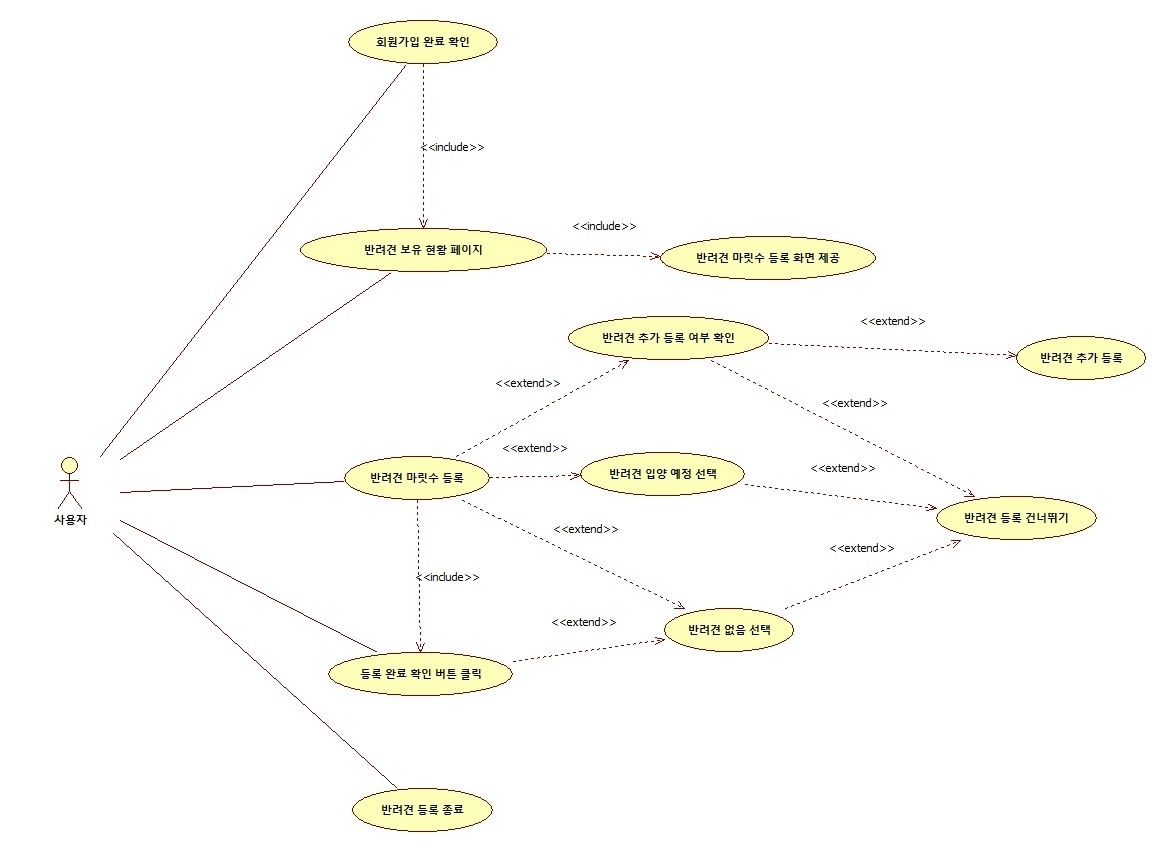 회원가입 완료 확인
<<include>>
반려견 보유 현황 페이지
<<include>>
반려견 마릿수 등록 화면 제공
반려견 추가 등록 여부 확인
<<extend>>
반려견 추가 등록
<<extend>>
<<extend>>
<<extend>>
반려견 마릿수 등록
반려견 입양 예정 선택
<<extend>>
사용자
반려견 등록 건너뛰기
<<extend>>
<<extend>>
<<include>>
<<extend>>
반려견 없음 선택
등록 완료 확인 버튼 클릭
반려견 등록 종료